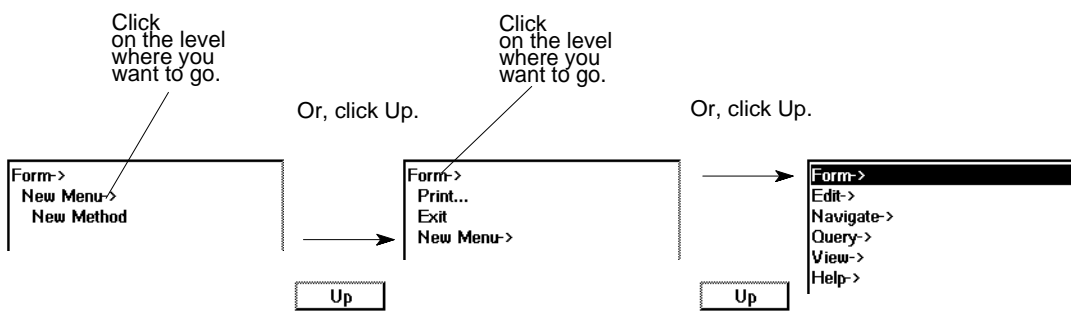 Click
on the level
where you
want to go.
Click
on the level
where you
want to go.
Or, click Up.
Or, click Up.
Form->
New Menu->
New Method
Form->
Print...
Exit
New Menu->
Form->
Edit->
Navigate->
Query->
View->
Help->
Up
Up